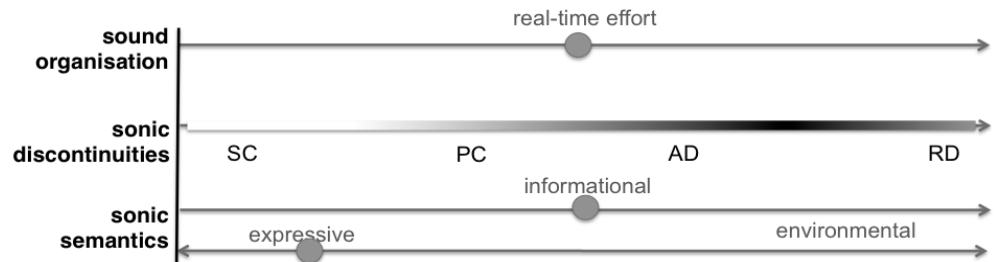 real-time effort
sound
organisation
sonic
discontinuities
SC PC AD RD
informational
sonic
semantics
expressive environmental